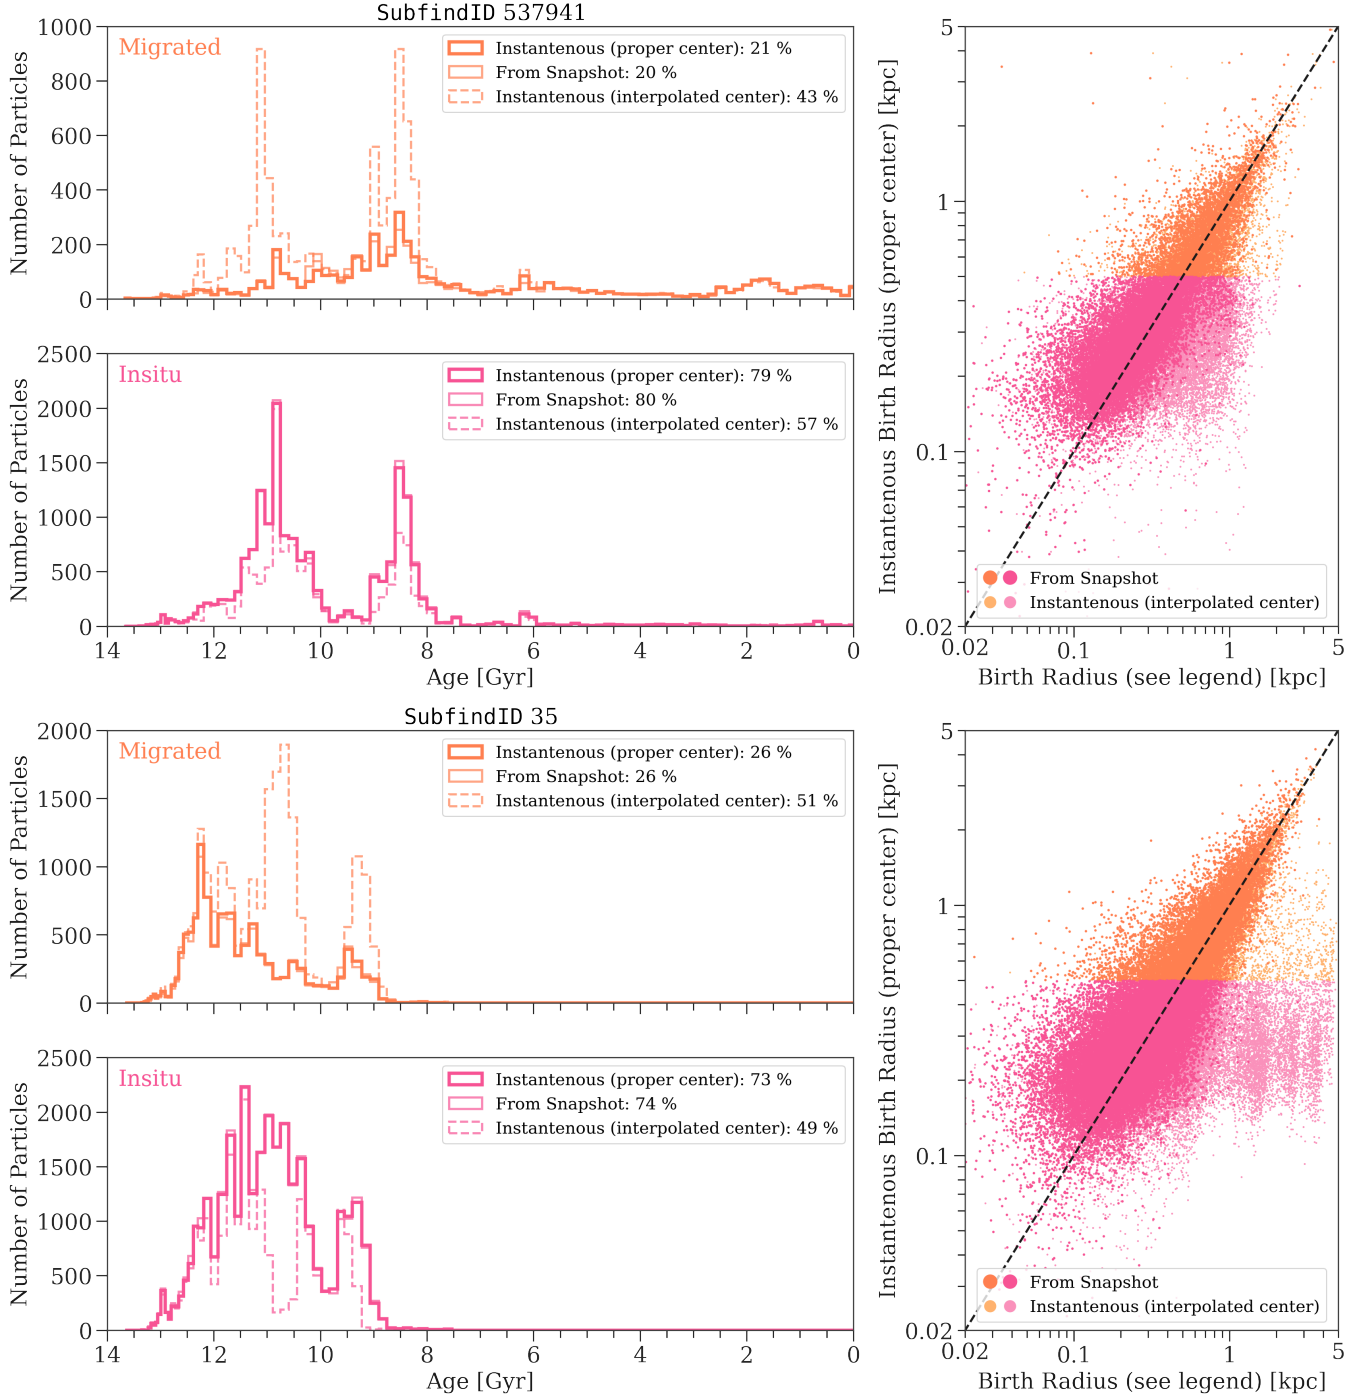 SubfindID 537941
Migrated
Instantenous (proper center): 21 %
From Snapshot: 20 %
Instantenous (interpolated center): 43 %
Number of Particles
1000
800
600
400
200
0
Insitu
Instantenous (proper center): 79 %
From Snapshot: 80 %
Instantenous (interpolated center): 57 %
Number of Particles
2500
2000
1500
1000
500
0
14 12 10 8 6 4 2 0
Age [Gyr]
Instantenous Birth Radius (proper center) [kpc]
5
1
0.1
0.02
From Snapshot
Instantenous (interpolated center)
0.02 0.1 1 5
Birth Radius (see legend) [kpc]
SubfindID 35
Migrated
Instantenous (proper center): 26 %
From Snapshot: 26 %
Instantenous (interpolated center): 51 %
Number of Particles
2000
1500
1000
500
0
Insitu
Instantenous (proper center): 73 %
From Snapshot: 74 %
Instantenous (interpolated center): 49 %
Number of Particles
2500
2000
1500
1000
500
0
14 12 10 8 6 4 2 0
Age [Gyr]
Instantenous Birth Radius (proper center) [kpc]
5
1
0.1
0.02
From Snapshot
Instantenous (interpolated center)
0.02 0.1 1 5
Birth Radius (see legend) [kpc]